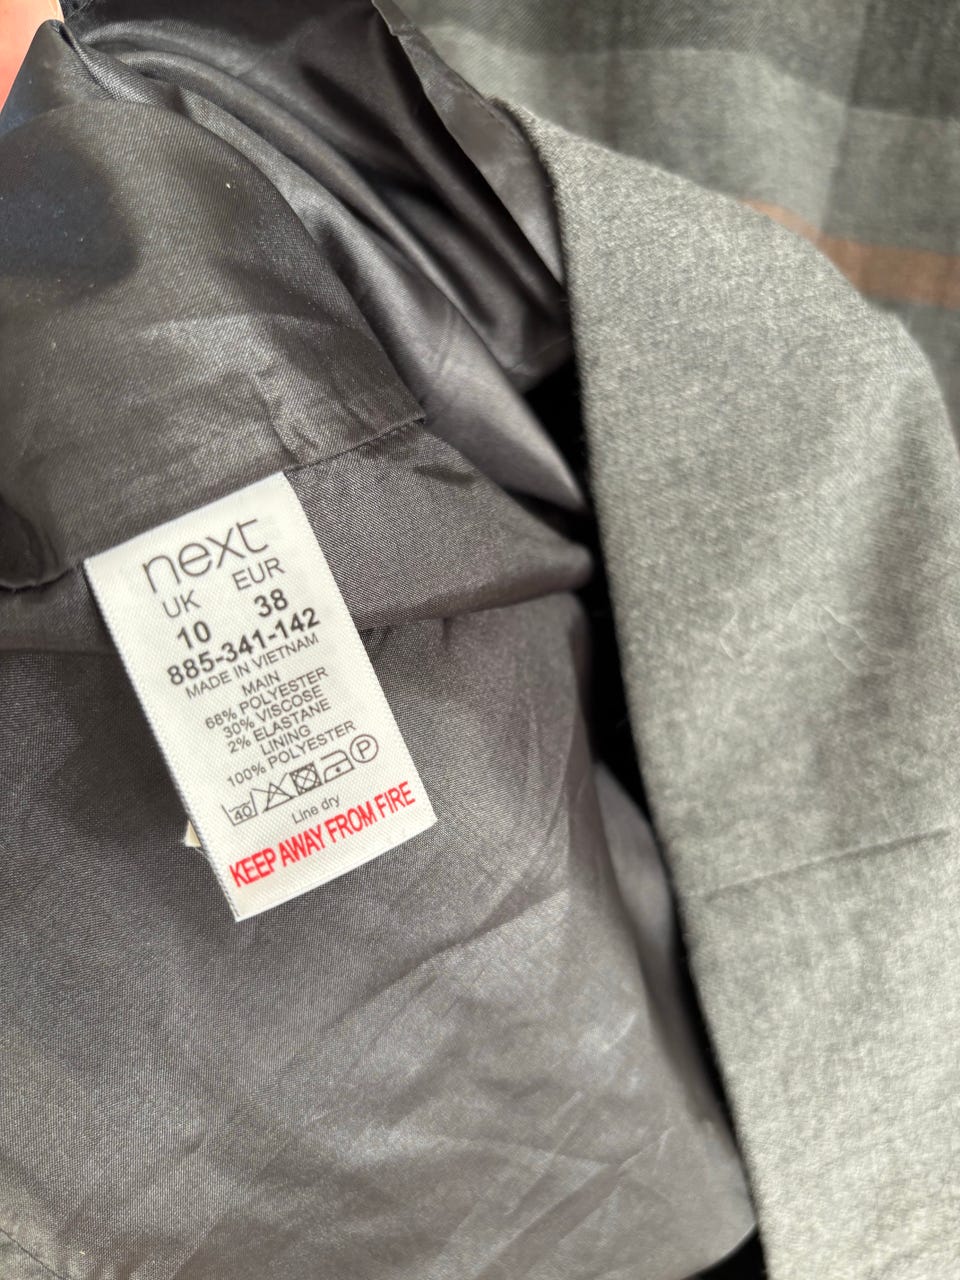 next
UK EUR
10 38
885-341-142
MADE IN VIETNAM
MAIN
68% POLYESTER
30% VISCOSE
2% ELASTANE
LINING
100% POLYESTER
40 P
Line dry
KEEP AWAY FROM FIRE